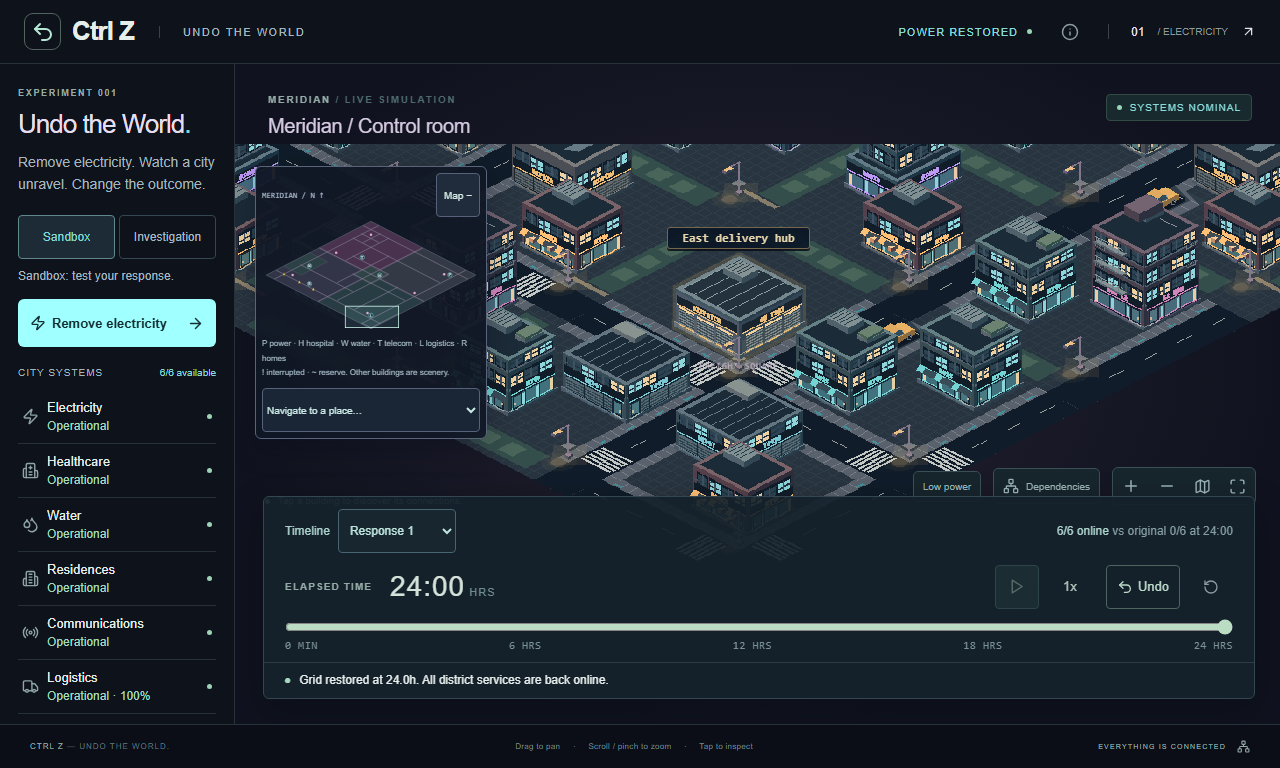 Ctrl Z
UNDO THE WORLD
POWER RESTORED
01 / ELECTRICITY
EXPERIMENT 001
Undo the World.
Remove electricity. Watch a city
unravel. Change the outcome.
Sandbox
Investigation
Sandbox: test your response.
Remove electricity
CITY SYSTEMS
6/6 available
Electricity
Operational
Healthcare
Operational
Water
Operational
Residences
Operational
Communications
Operational
Logistics
Operational · 100%
MERIDIAN / LIVE SIMULATION
Meridian / Control room
SYSTEMS NOMINAL
MERIDIAN / N ↑
Map −
P power · H hospital · W water · T telecom · L logistics · R
homes
! interrupted · ~ reserve. Other buildings are scenery.
Navigate to a place...
East delivery hub
Low power
Dependencies
Timeline
Response 1
6/6 online vs original 0/6 at 24:00
ELAPSED TIME
24:00 HRS
1x
Undo
0 MIN
6 HRS
12 HRS
18 HRS
24 HRS
Grid restored at 24.0h. All district services are back online.
CTRL Z — UNDO THE WORLD.
Drag to pan · Scroll / pinch to zoom · Tap to inspect
EVERYTHING IS CONNECTED